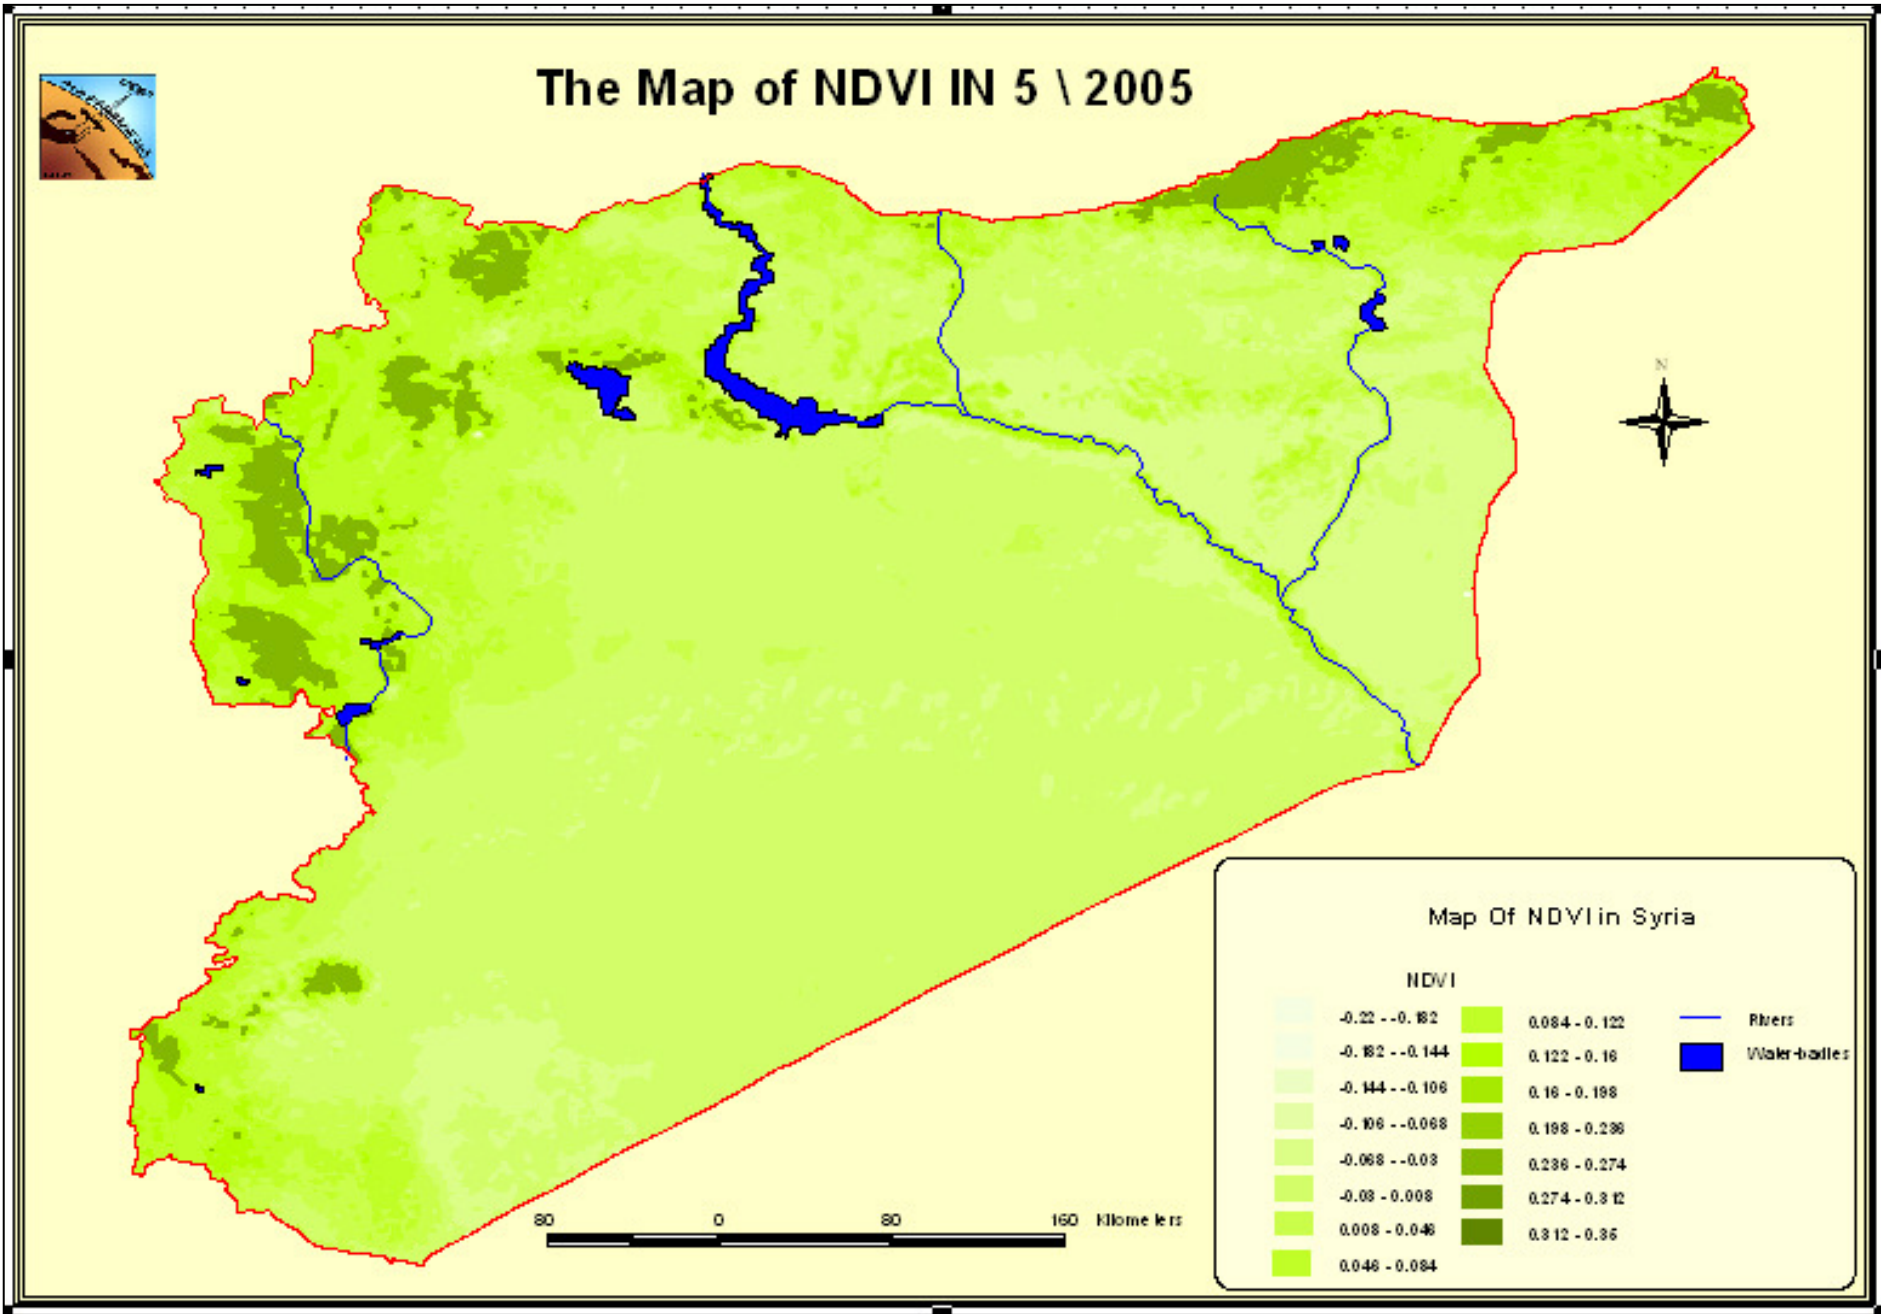 The Map of NDVI IN 5 \ 2005
N
Map Of NDVI in Syria
NDVI
-0.22 - -0.182
-0.182 - -0.144
-0.144 - -0.106
-0.106 - -0.068
-0.068 - -0.03
-0.03 - 0.008
0.008 - 0.046
0.046 - 0.084
0.084 - 0.122
0.122 - 0.16
0.16 - 0.198
0.198 - 0.236
0.236 - 0.274
0.274 - 0.312
0.312 - 0.35
Rivers
Water-badies
80 0 80 160 Kilometers